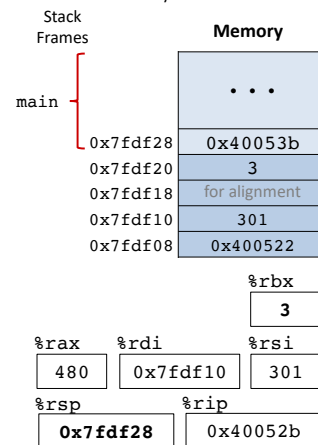 Stack
Frames
Memory
main
• • •
0x7fdf28 0x40053b
0x7fdf20 3
0x7fdf18 for alignment
0x7fdf10 301
0x7fdf08 0x400522
%rbx
3
%rax %rdi %rsi
480 0x7fdf10 301
%rsp %rip
0x7fdf28 0x40052b